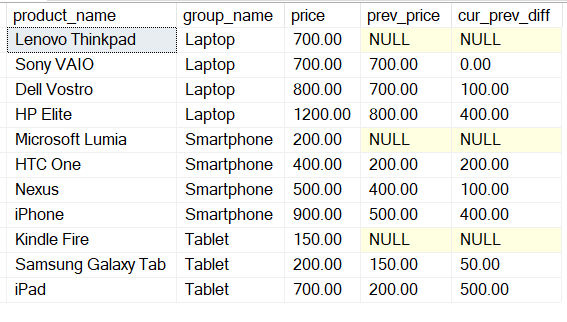 product_name group_name price prev_price cur_prev_diff
Lenovo Thinkpad Laptop 700.00 NULL NULL
Sony VAIO Laptop 700.00 700.00 0.00
Dell Vostro Laptop 800.00 700.00 100.00
HP Elite Laptop 1200.00 800.00 400.00
Microsoft Lumia Smartphone 200.00 NULL NULL
HTC One Smartphone 400.00 200.00 200.00
Nexus Smartphone 500.00 400.00 100.00
iPhone Smartphone 900.00 500.00 400.00
Kindle Fire Tablet 150.00 NULL NULL
Samsung Galaxy Tab Tablet 200.00 150.00 50.00
iPad Tablet 700.00 200.00 500.00